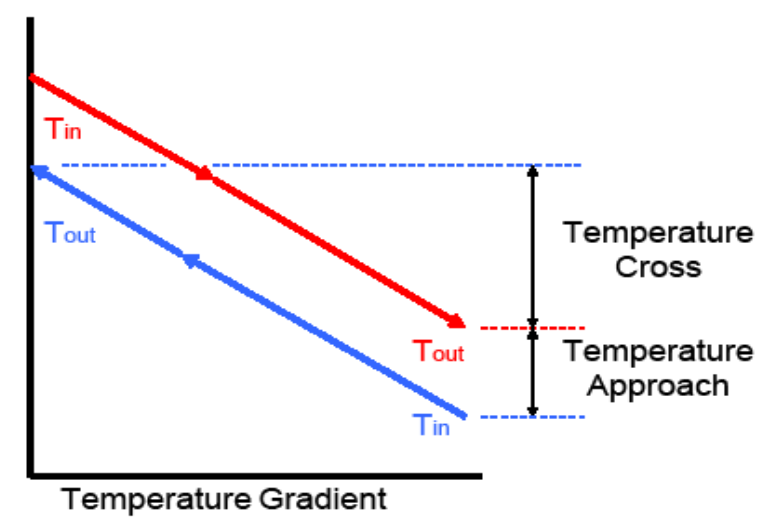 Tin
Tout
Temperature
Cross
Tout
Temperature
Approach
Tin
Temperature Gradient